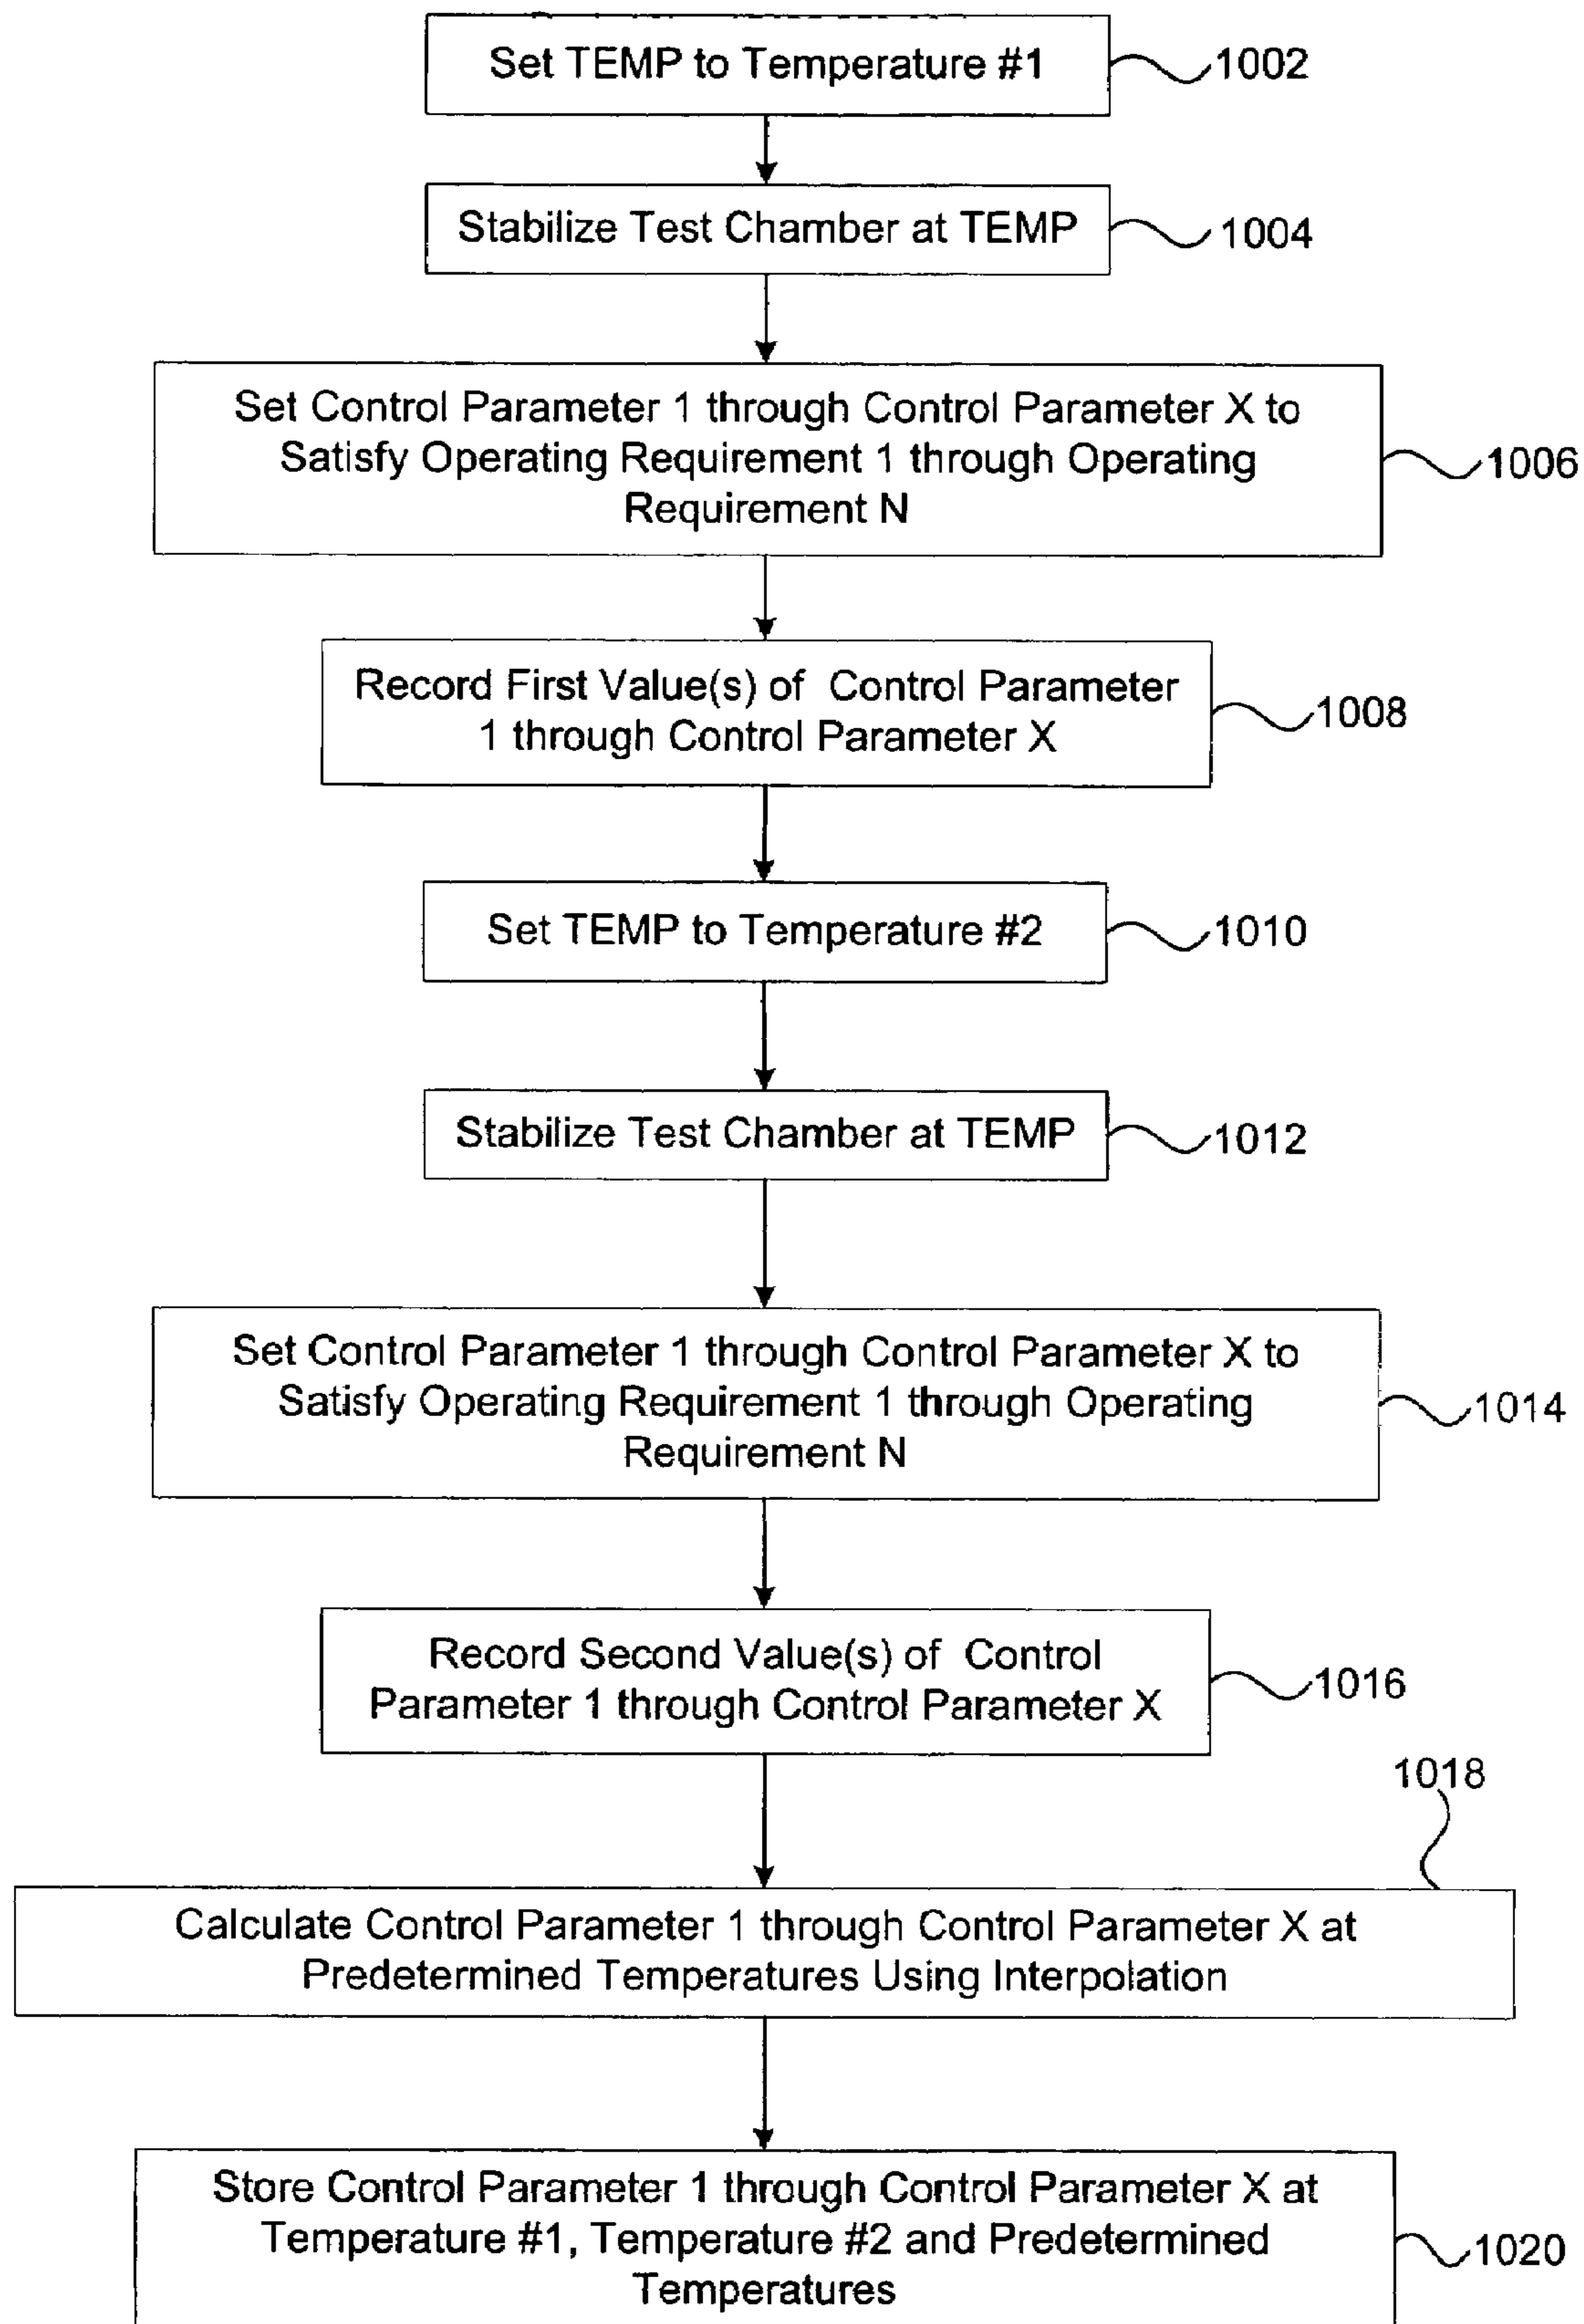 Set TEMP to Temperature #1
1002
Stabilize Test Chamber at TEMP
1004
Set Control Parameter 1 through Control Parameter X to
Satisfy Operating Requirement 1 through Operating
Requirement N
1006
Record First Value(s) of Control Parameter
1 through Control Parameter X
1008
Set TEMP to Temperature #2
1010
Stabilize Test Chamber at TEMP
1012
Set Control Parameter 1 through Control Parameter X to
Satisfy Operating Requirement 1 through Operating
Requirement N
1014
Record Second Value(s) of Control
Parameter 1 through Control Parameter X
1016
1018
Calculate Control Parameter 1 through Control Parameter X at
Predetermined Temperatures Using Interpolation
Store Control Parameter 1 through Control Parameter X at
Temperature #1, Temperature #2 and Predetermined
Temperatures
1020